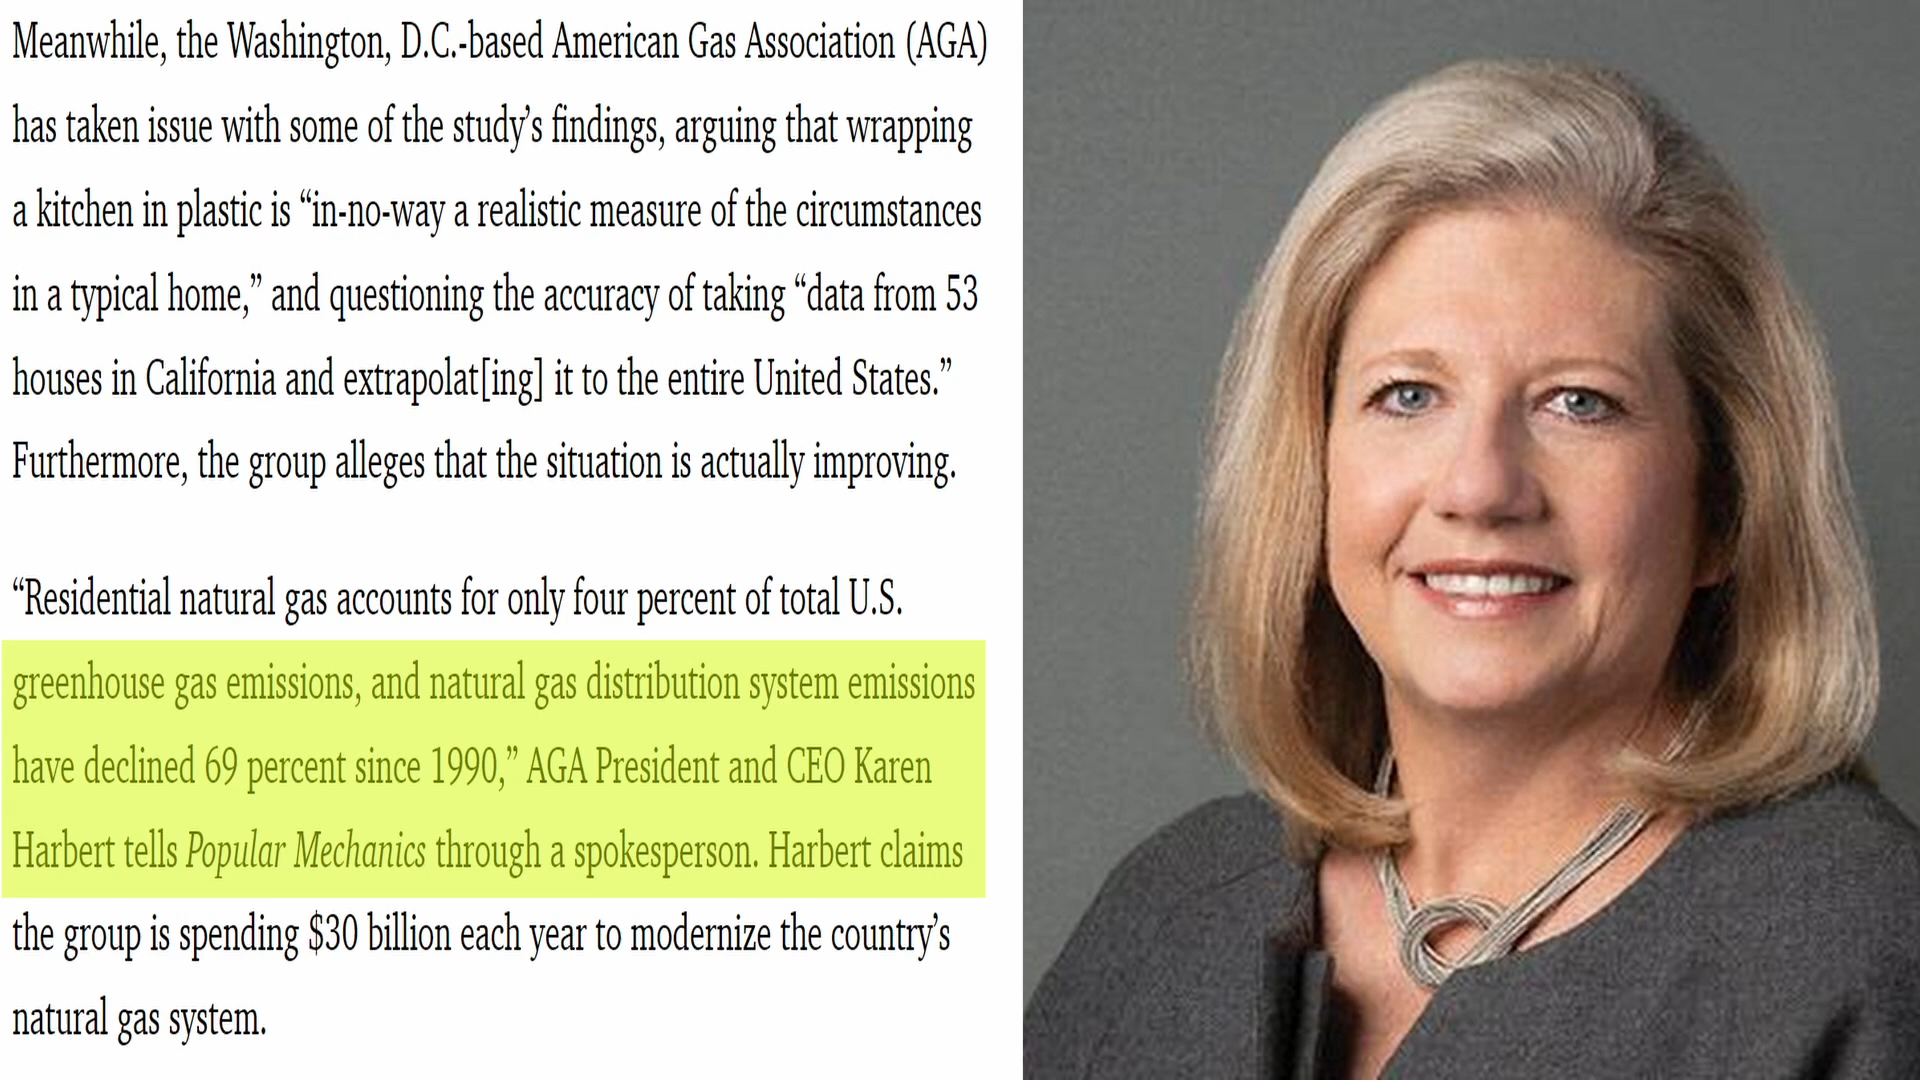 Meanwhile, the Washington, D.C.-based American Gas Association (AGA)
has taken issue with some of the study’s findings, arguing that wrapping
a kitchen in plastic is “in-no-way a realistic measure of the circumstances
in a typical home,” and questioning the accuracy of taking “data from 53
houses in California and extrapolat[ing] it to the entire United States.”
Furthermore, the group alleges that the situation is actually improving.
“Residential natural gas accounts for only four percent of total U.S.
greenhouse gas emissions, and natural gas distribution system emissions
have declined 69 percent since 1990,” AGA President and CEO Karen
Harbert tells Popular Mechanics through a spokesperson. Harbert claims
the group is spending $30 billion each year to modernize the country’s
natural gas system.